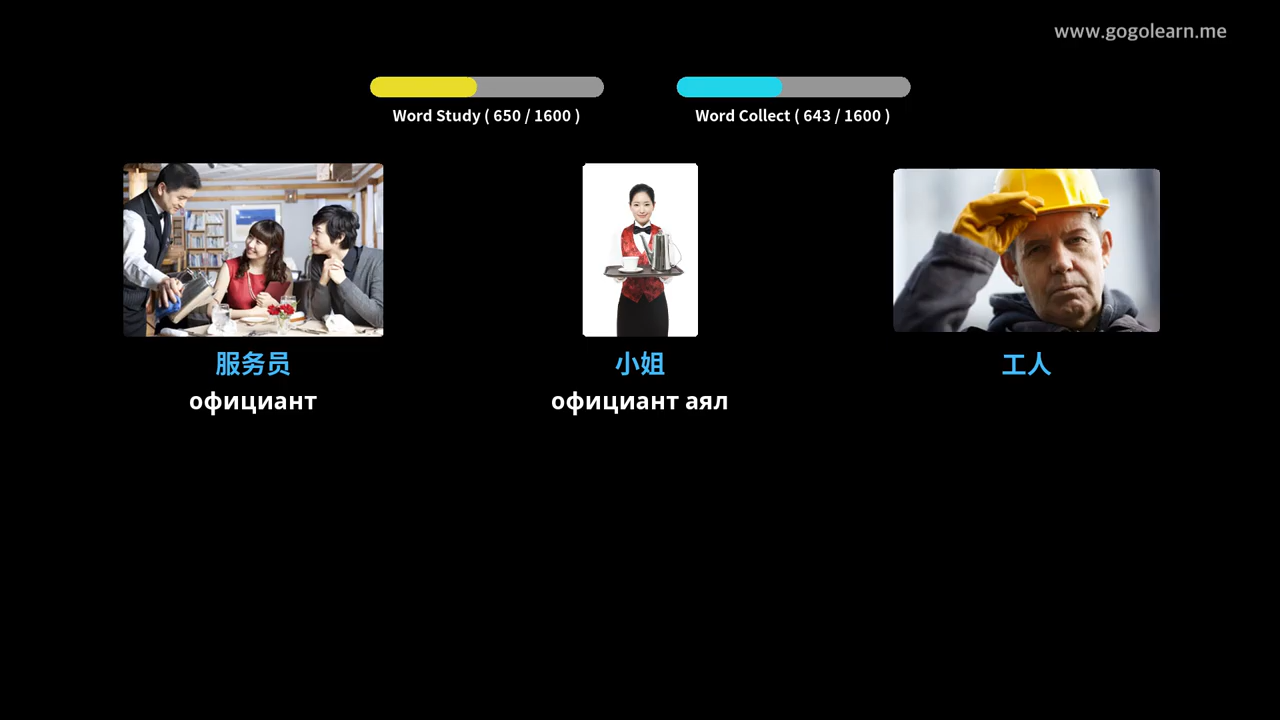 www.gogolearn.me
Word Study ( 650 / 1600 )
Word Collect ( 643 / 1600 )
服务员
小姐
工人
официант
официант аял